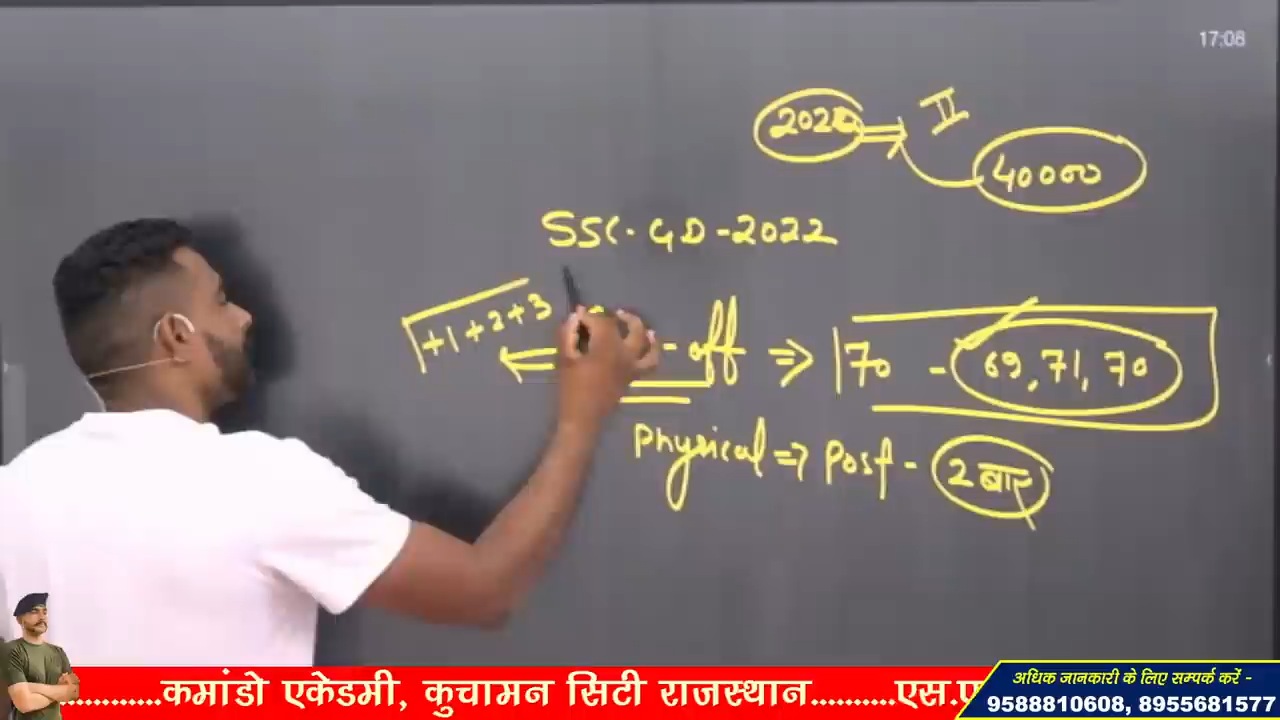 17:08
II
40000
SSC-GD-2022
+1+2+3
-off ⇒ 170 - 69, 71, 70
Physical ⇒ Post - 2 बार
............कमांडो एकेडमी, कुचामन सिटी राजस्थान...........एस.
अधिक जानकारी के लिए सम्पर्क करें -
9588810608, 8955681577